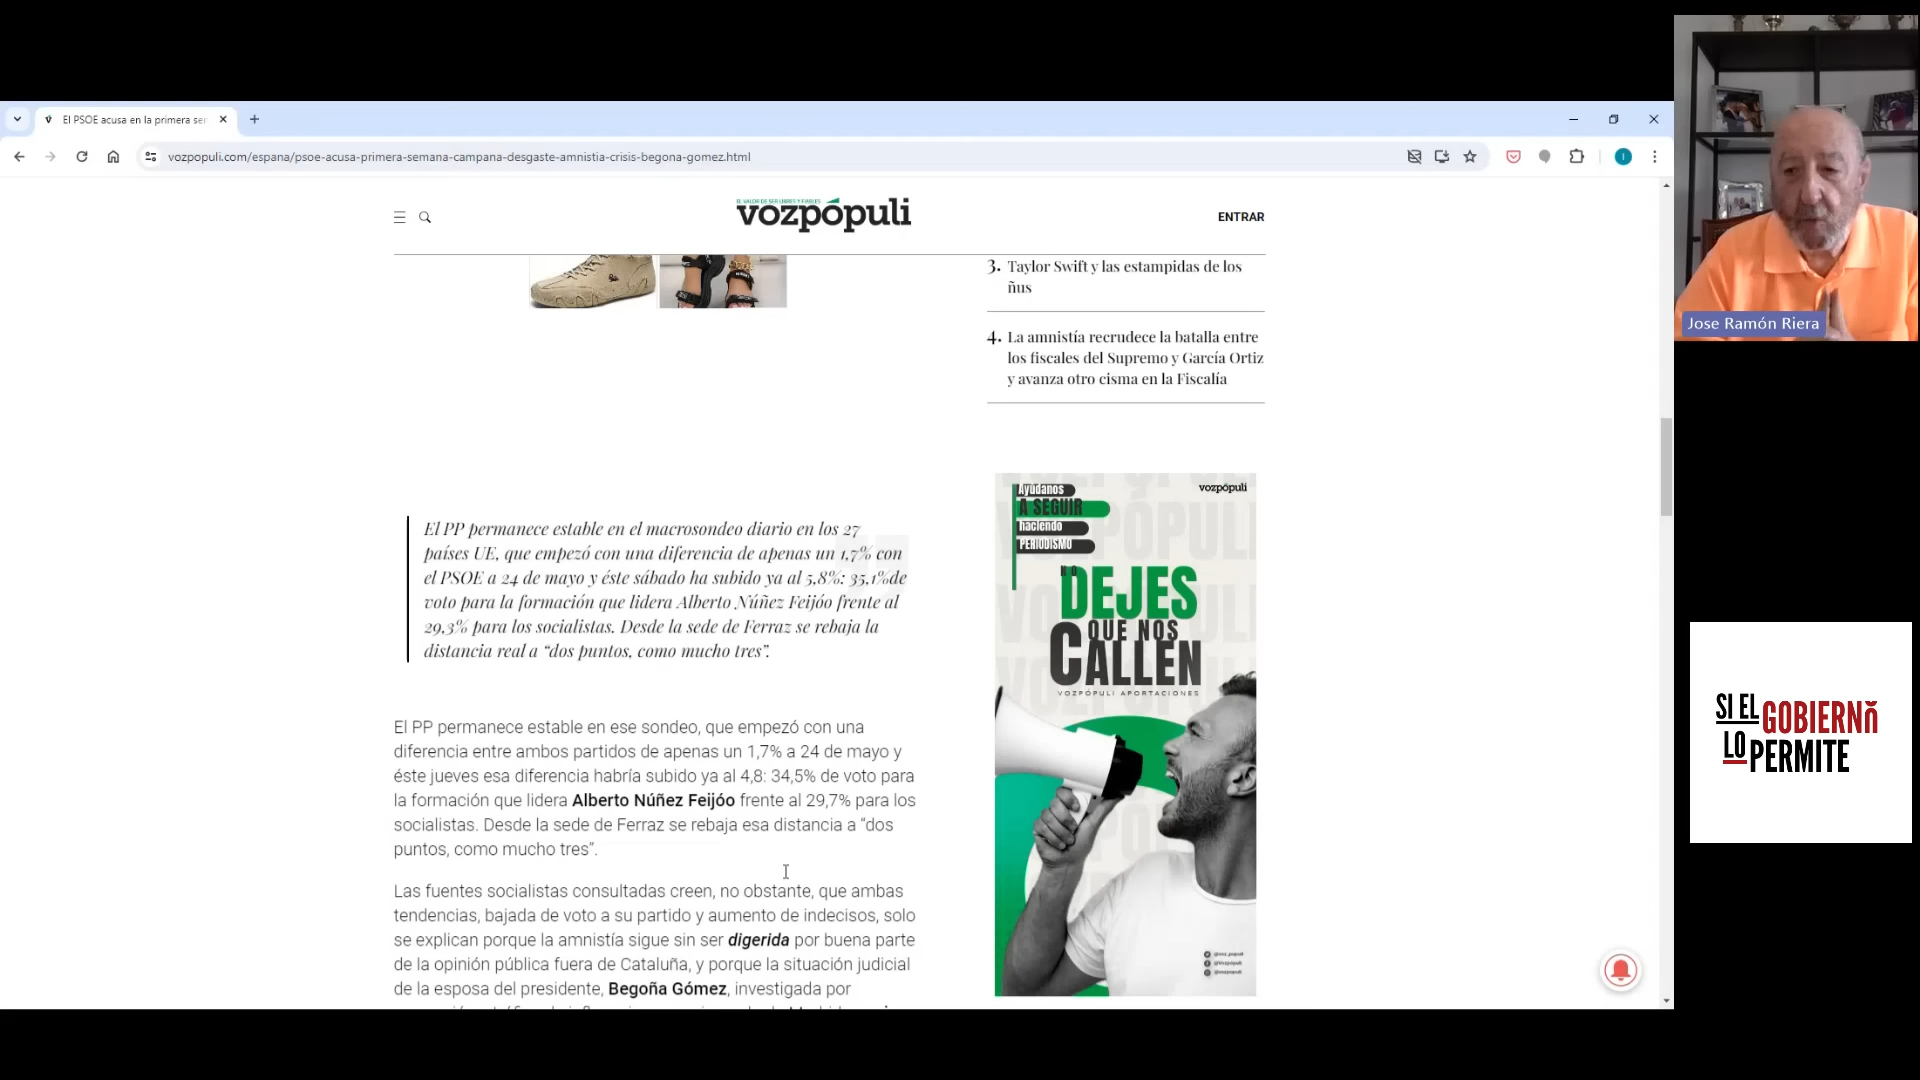 El PSOE acusa en la primera ser
vozpopuli.com/espana/psoe-acusa-primera-semana-campana-desgaste-amnistia-crisis-begona-gomez.html
EL VALOR DE SER LIBRES Y FIABLES
vozpópuli
ENTRAR
3. Taylor Swift y las estampidas de los
ñus
4. La amnistía recrudece la batalla entre
los fiscales del Supremo y García Ortiz
y avanza otro cisma en la Fiscalía
El PP permanece estable en el macrosondeo diario en los 27
países UE, que empezó con una diferencia de apenas un 1,7% con
el PSOE a 24 de mayo y éste sábado ha subido ya al 5,8%: 35,1%de
voto para la formación que lidera Alberto Núñez Feijóo frente al
29,3% para los socialistas. Desde la sede de Ferraz se rebaja la
distancia real a “dos puntos, como mucho tres”.
El PP permanece estable en ese sondeo, que empezó con una
diferencia entre ambos partidos de apenas un 1,7% a 24 de mayo y
éste jueves esa diferencia habría subido ya al 4,8: 34,5% de voto para
la formación que lidera Alberto Núñez Feijóo frente al 29,7% para los
socialistas. Desde la sede de Ferraz se rebaja esa distancia a “dos
puntos, como mucho tres”.
Las fuentes socialistas consultadas creen, no obstante, que ambas
tendencias, bajada de voto a su partido y aumento de indecisos, solo
se explican porque la amnistía sigue sin ser digerida por buena parte
de la opinión pública fuera de Cataluña, y porque la situación judicial
de la esposa del presidente, Begoña Gómez, investigada por
Ayúdanos
A SEGUIR
haciendo
PERIODISMO
vozpópuli
NO
DEJES
QUE NOS
CALLEN
VOZPÓPULI APORTACIONES
Jose Ramón Riera
SI EL GOBIERNO
LO PERMITE